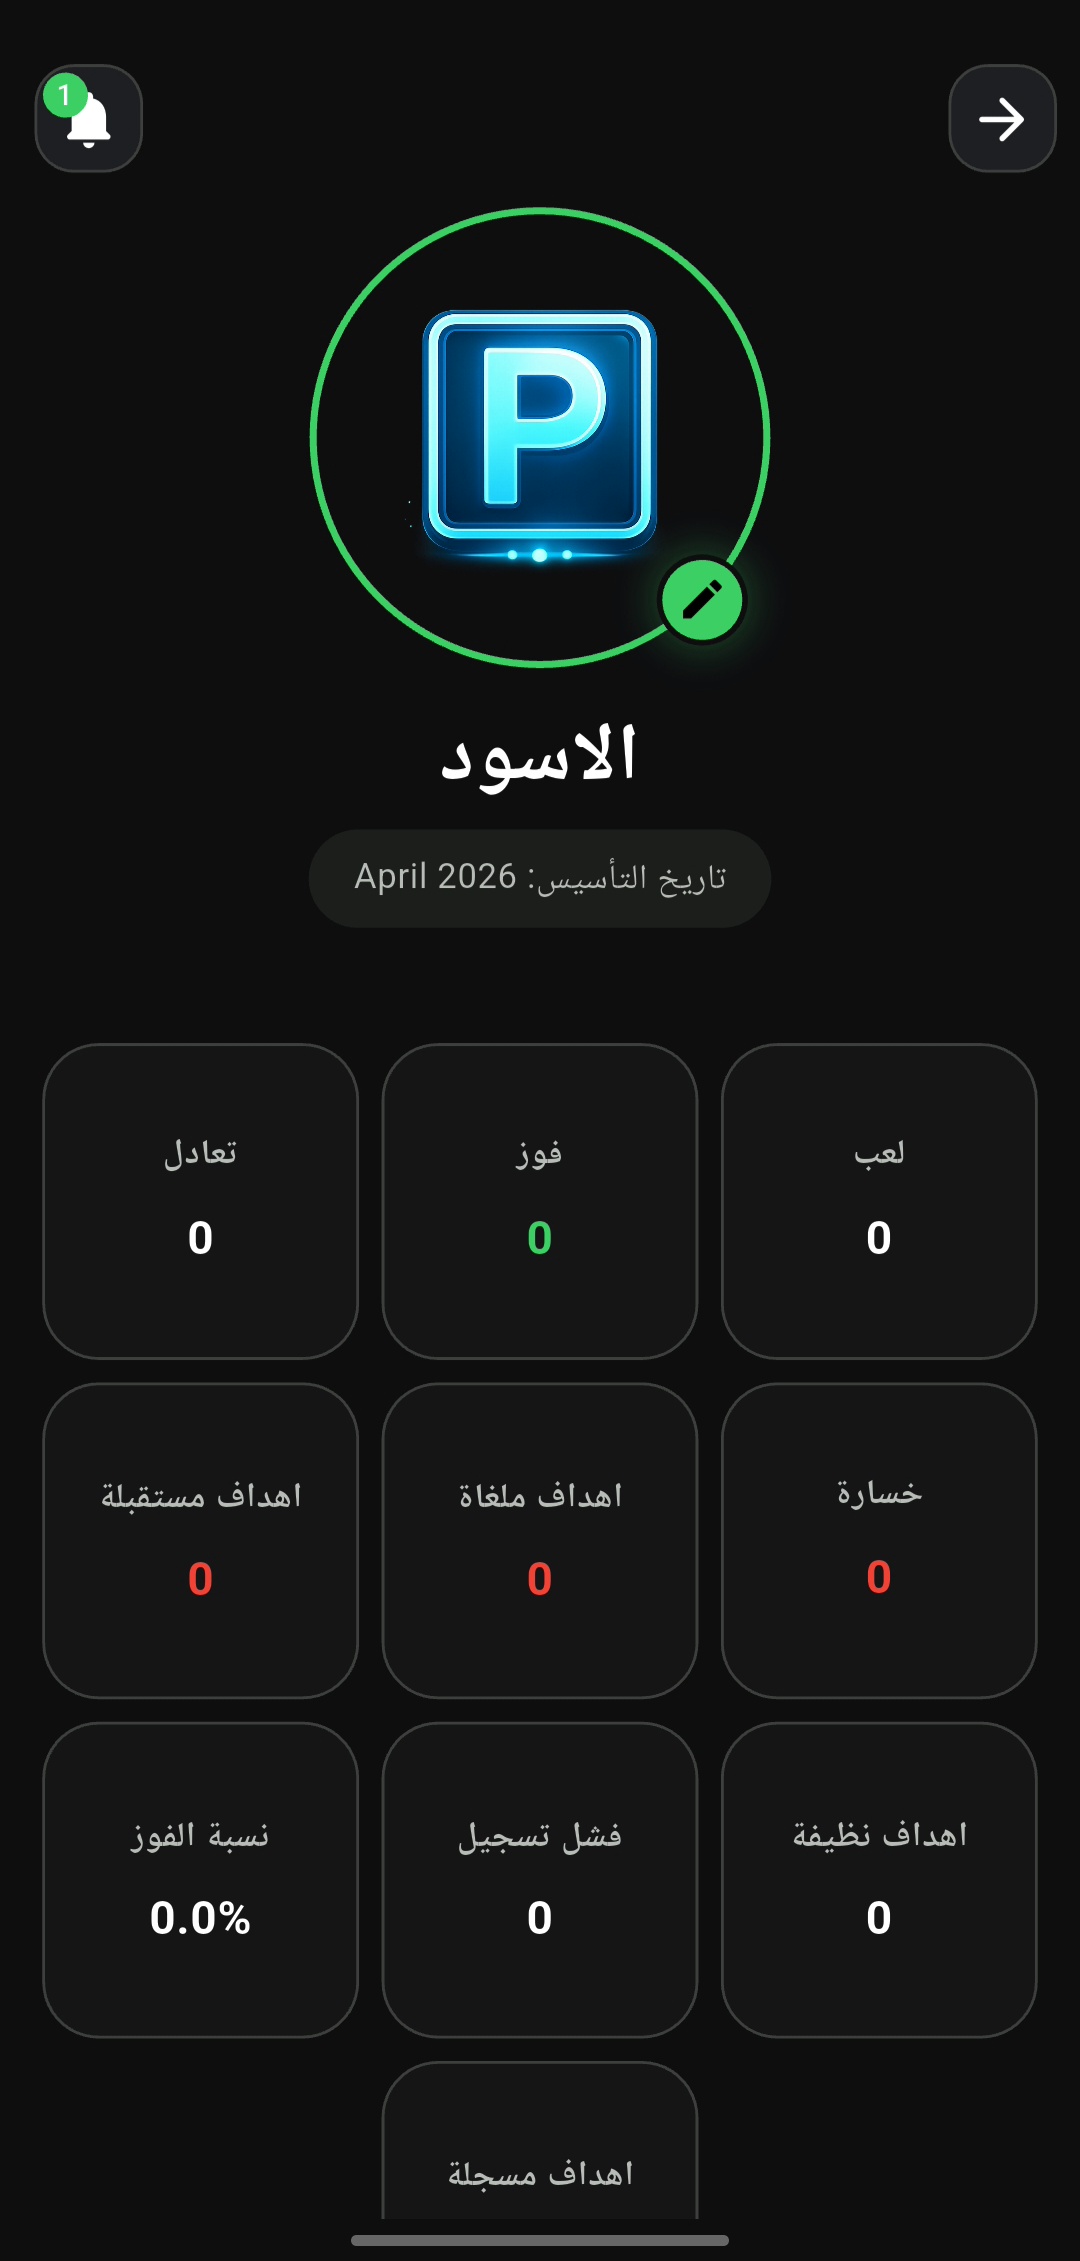 1
P
الاسود
تاريخ التأسيس: April 2026
لعب
0
فوز
0
تعادل
0
خسارة
0
اهداف ملغاة
0
اهداف مستقبلة
0
اهداف نظيفة
0
فشل تسجيل
0
نسبة الفوز
0.0%
اهداف مسجلة